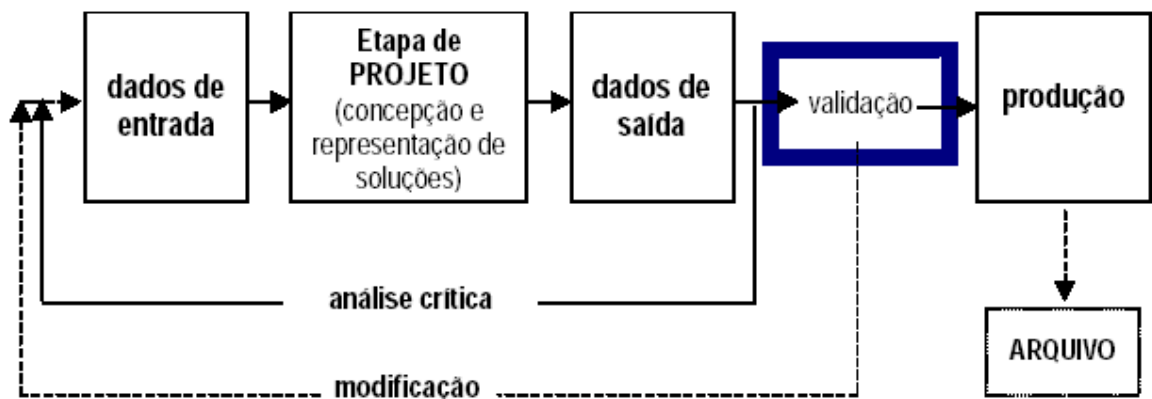 dados de
entrada
Etapa de
PROJETO
(concepção e
representação de
soluções)
dados de
saída
validação
produção
análise crítica
modificação
ARQUIVO